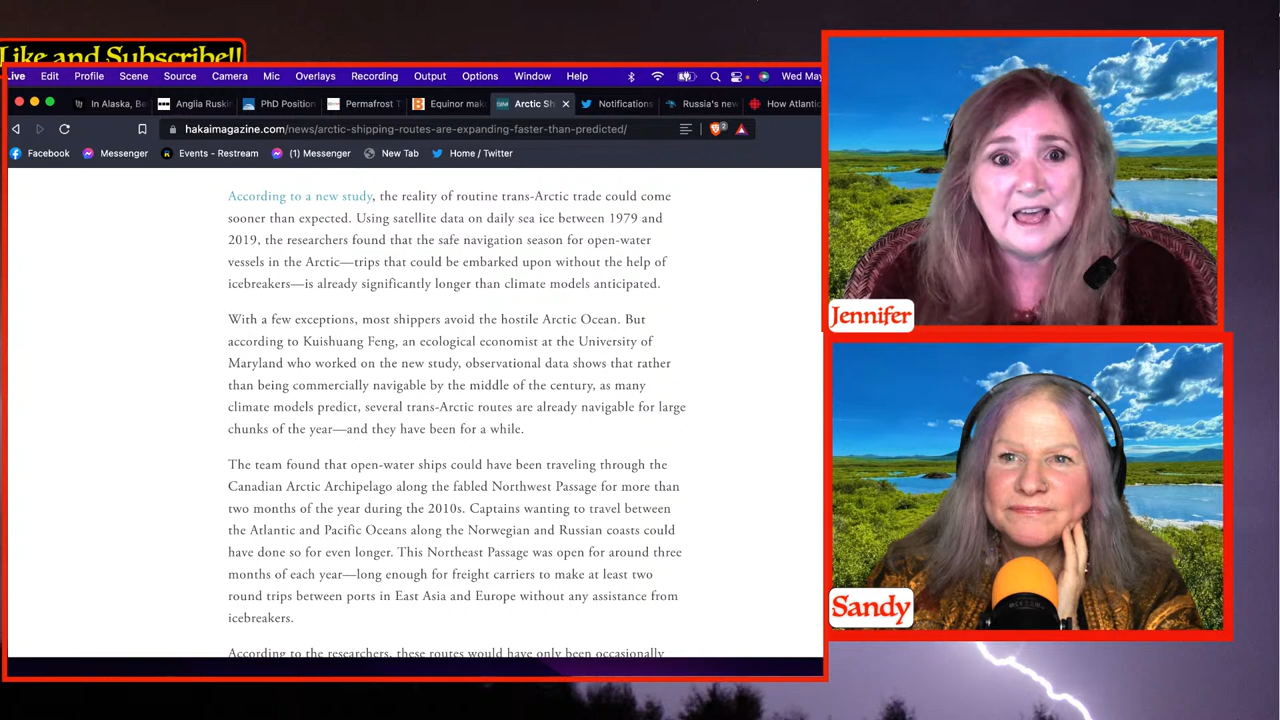 Like and Subscribe!!
Live Edit Profile Scene Source Camera Mic Overlays Recording Output Options Window Help Wed May
In Alaska, Be Anglia Ruski PhD Position Permafrost T Equinor mak Arctic Sh Notifications Russia's new How Atlantic
hakaimagazine.com/news/arctic-shipping-routes-are-expanding-faster-than-predicted/ 2
Facebook Messenger Events - Restream (1) Messenger New Tab Home / Twitter
According to a new study, the reality of routine trans-Arctic trade could come
sooner than expected. Using satellite data on daily sea ice between 1979 and
2019, the researchers found that the safe navigation season for open-water
vessels in the Arctic—trips that could be embarked upon without the help of
icebreakers—is already significantly longer than climate models anticipated.
With a few exceptions, most shippers avoid the hostile Arctic Ocean. But
according to Kuishuang Feng, an ecological economist at the University of
Maryland who worked on the new study, observational data shows that rather
than being commercially navigable by the middle of the century, as many
climate models predict, several trans-Arctic routes are already navigable for large
chunks of the year—and they have been for a while.
The team found that open-water ships could have been traveling through the
Canadian Arctic Archipelago along the fabled Northwest Passage for more than
two months of the year during the 2010s. Captains wanting to travel between
the Atlantic and Pacific Oceans along the Norwegian and Russian coasts could
have done so for even longer. This Northeast Passage was open for around three
months of each year—long enough for freight carriers to make at least two
round trips between ports in East Asia and Europe without any assistance from
icebreakers.
According to the researchers, these routes would have only been occasionally
Jennifer
Sandy